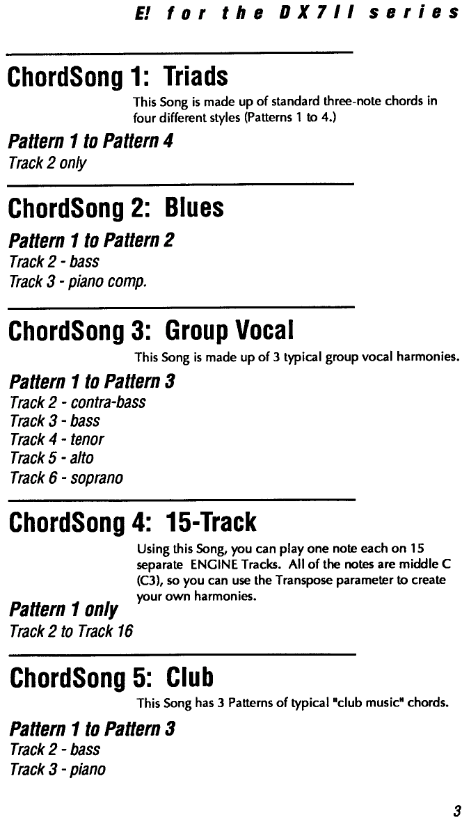 E! for the DX7II series
ChordSong 1: Triads
This Song is made up of standard three-note chords in
four different styles (Patterns 1 to 4.)
Pattern 1 to Pattern 4
Track 2 only
ChordSong 2: Blues
Pattern 1 to Pattern 2
Track 2 - bass
Track 3 - piano comp.
ChordSong 3: Group Vocal
This Song is made up of 3 typical group vocal harmonies.
Pattern 1 to Pattern 3
Track 2 - contra-bass
Track 3 - bass
Track 4 - tenor
Track 5 - alto
Track 6 - soprano
ChordSong 4: 15-Track
Using this Song, you can play one note each on 15
separate ENGINE Tracks. All of the notes are middle C
(C3), so you can use the Transpose parameter to create
your own harmonies.
Pattern 1 only
Track 2 to Track 16
ChordSong 5: Club
This Song has 3 Patterns of typical "club music" chords.
Pattern 1 to Pattern 3
Track 2 - bass
Track 3 - piano
3